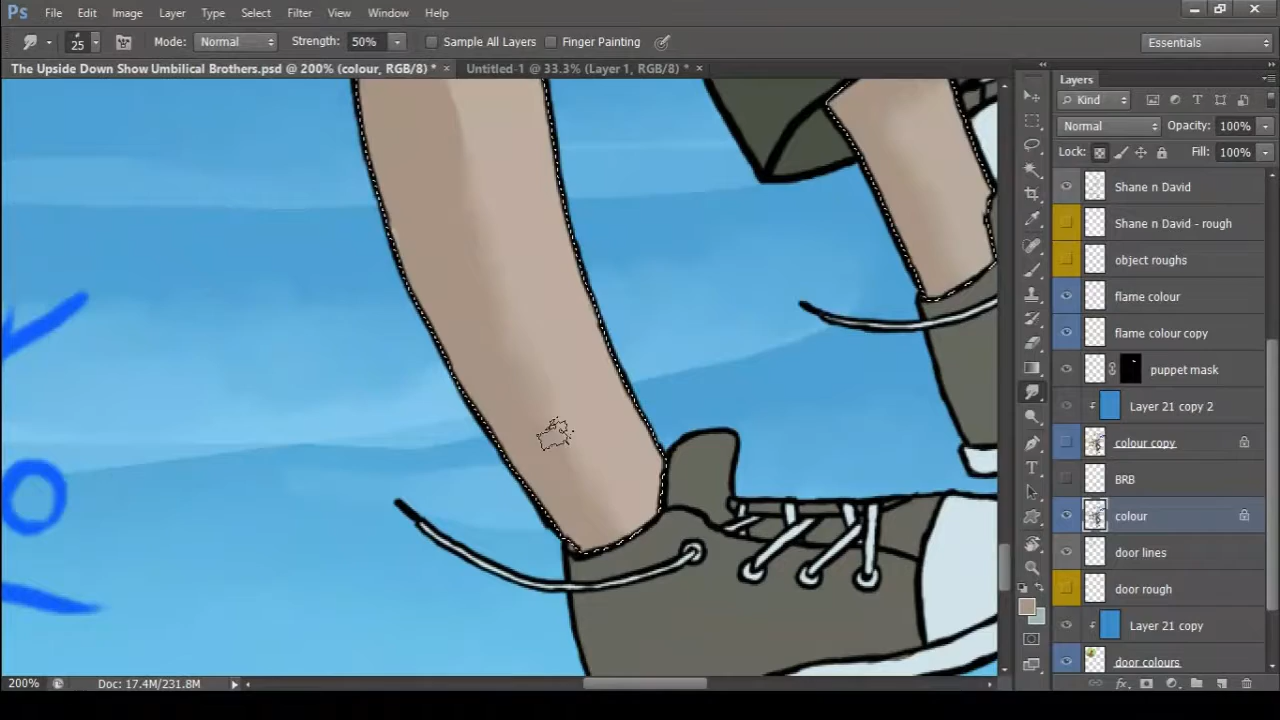 Ps File Edit Image Layer Type Select Filter View Window Help
25 Mode: Normal Strength: 50% Sample All Layers Finger Painting Essentials
The Upside Down Show Umbilical Brothers.psd @ 200% (colour, RGB/8) * × Untitled-1 @ 33.3% (Layer 1, RGB/8) * ×
Layers
Kind
Normal Opacity: 100%
Lock: Fill: 100%
Shane n David
Shane n David - rough
object roughs
flame colour
flame colour copy
puppet mask
Layer 21 copy 2
colour copy
BRB
colour
door lines
door rough
Layer 21 copy
door colours
200% Doc: 17.4M/231.8M